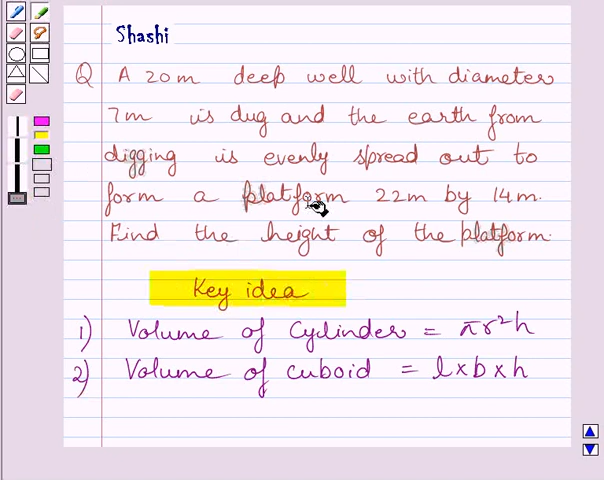 Shashi
Q A 20 m deep well with diameter
7m is dug and the earth from
digging is evenly spread out to
form a platform 22m by 14m.
Find the height of the platform.
Key idea
1) Volume of Cylinder = πr²h
2) Volume of cuboid = l×b×h